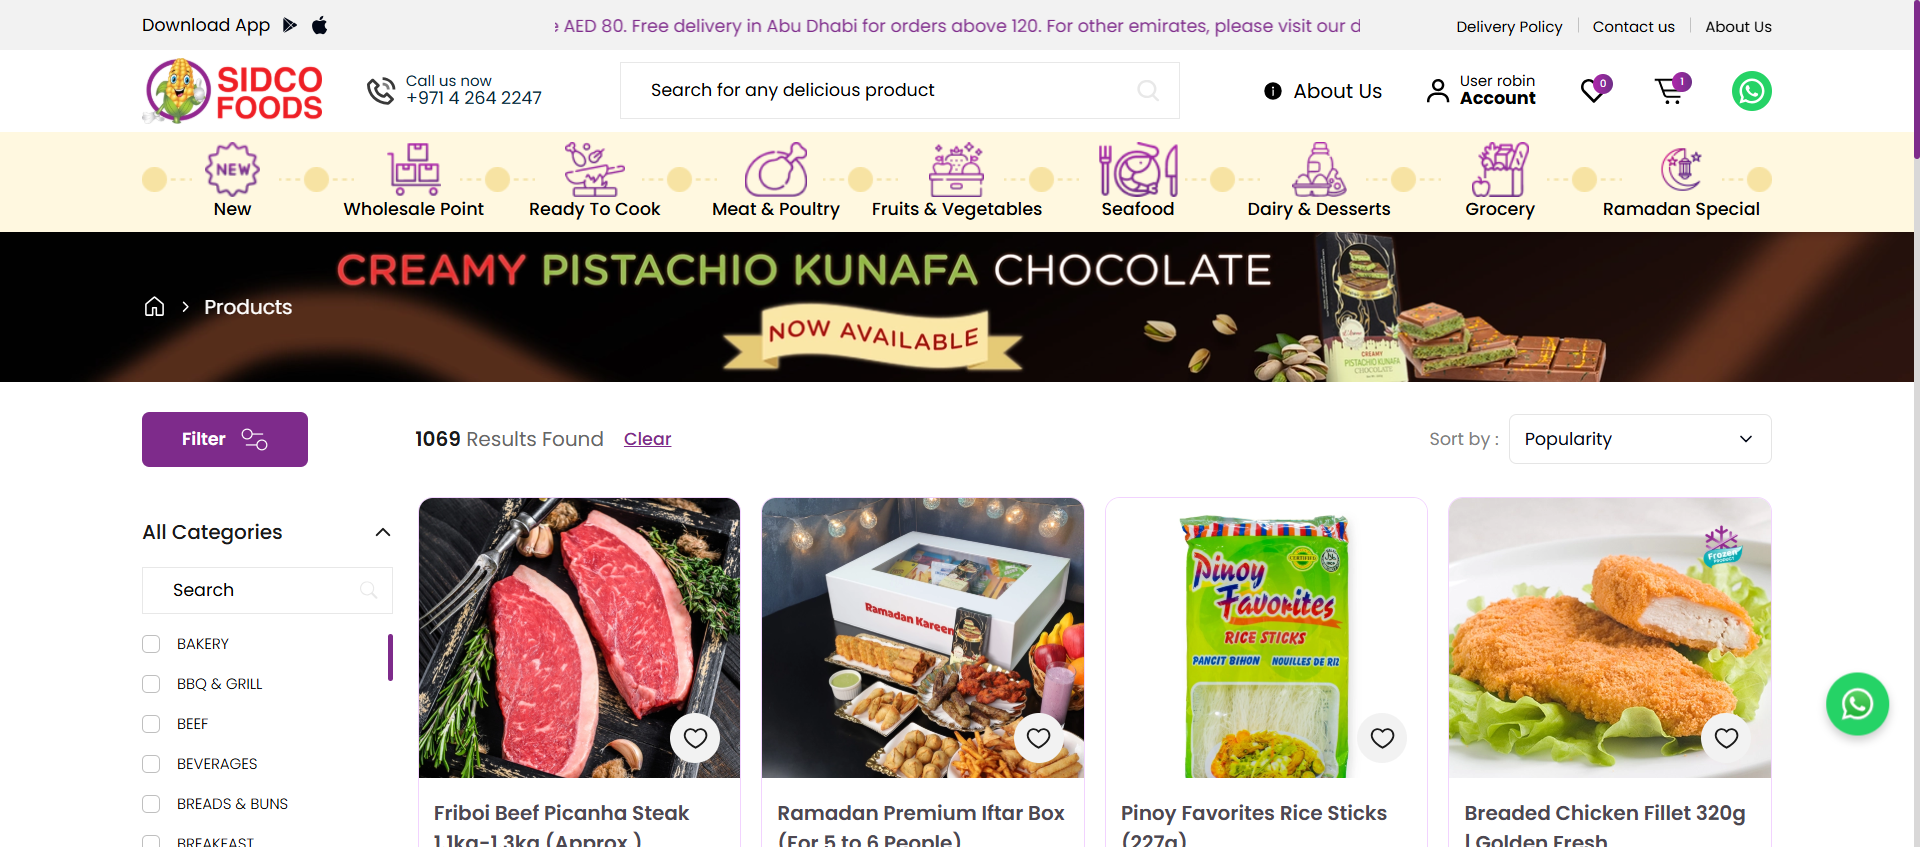 Download App
e AED 80. Free delivery in Abu Dhabi for orders above 120. For other emirates, please visit our d
Delivery Policy
Contact us
About Us
SIDCO
FOODS
Call us now
+971 4 264 2247
Search for any delicious product
About Us
User robin
Account
0
1
NEW
New
Wholesale Point
Ready To Cook
Meat & Poultry
Fruits & Vegetables
Seafood
Dairy & Desserts
Grocery
Ramadan Special
CREAMY PISTACHIO KUNAFA CHOCOLATE
NOW AVAILABLE
CREAMY
PISTACHIO KUNAFA
CHOCOLATE
Products
Filter
1069 Results Found
Clear
Sort by :
Popularity
All Categories
Search
BAKERY
BBQ & GRILL
BEEF
BEVERAGES
BREADS & BUNS
BREAKFAST
Ramadan Kareem
CERTIFIED
Pinoy
Favorites
RICE STICKS
PANCIT BIHON NOUILLES DE RIZ
Frozen
PRODUCT
Friboi Beef Picanha Steak
1.1kg-1.3kg (Approx.)
Ramadan Premium Iftar Box
(For 5 to 6 People)
Pinoy Favorites Rice Sticks
(227g)
Breaded Chicken Fillet 320g
| Golden Fresh